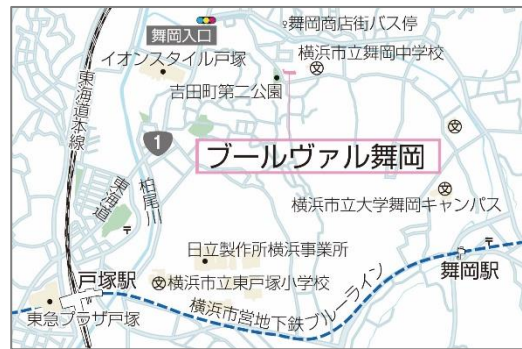 舞岡入口
舞岡商店街バス停
イオンスタイル戸塚
横浜市立舞岡中学校
文
吉田町第二公園
東海道本線
1
ブールヴァル舞岡
文
東海道
柏尾川
文
横浜市立大学舞岡キャンパス
〒
日立製作所横浜事業所
〒
舞岡駅
戸塚駅
文横浜市立東戸塚小学校
横浜市営地下鉄ブルーライン
東急プラザ戸塚